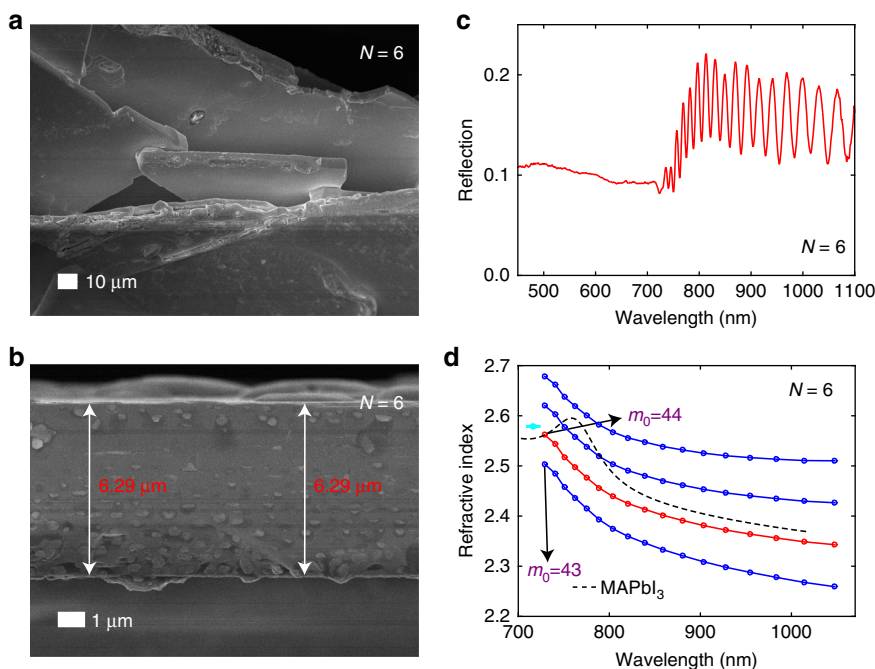 a
N = 6
10 μm
b
N = 6
6.29 μm
6.29 μm
1 μm
c
0.2
0.1
0.0
Reflection
500
600
700
800
900
1000
1100
Wavelength (nm)
N = 6
d
2.7
2.6
2.5
2.4
2.3
2.2
Refractive index
700
800
900
1000
Wavelength (nm)
N = 6
m₀=44
m₀=43
MAPbI₃